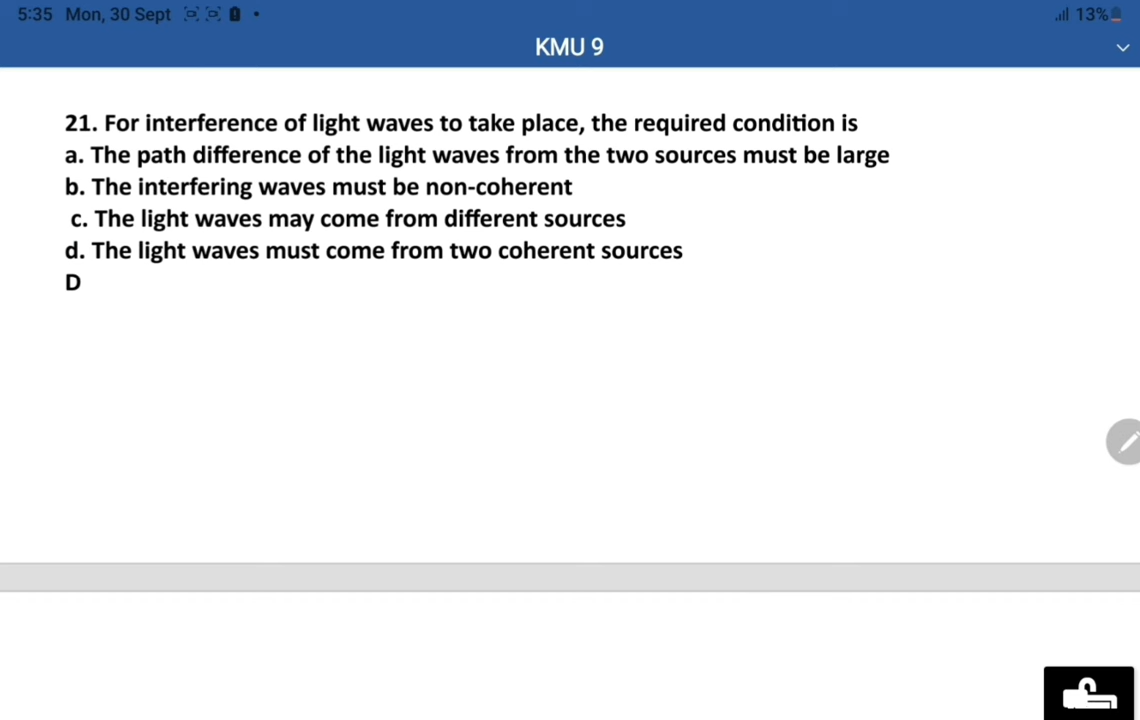 5:35 Mon, 30 Sept
13%
KMU 9
21. For interference of light waves to take place, the required condition is
a. The path difference of the light waves from the two sources must be large
b. The interfering waves must be non-coherent
c. The light waves may come from different sources
d. The light waves must come from two coherent sources
D